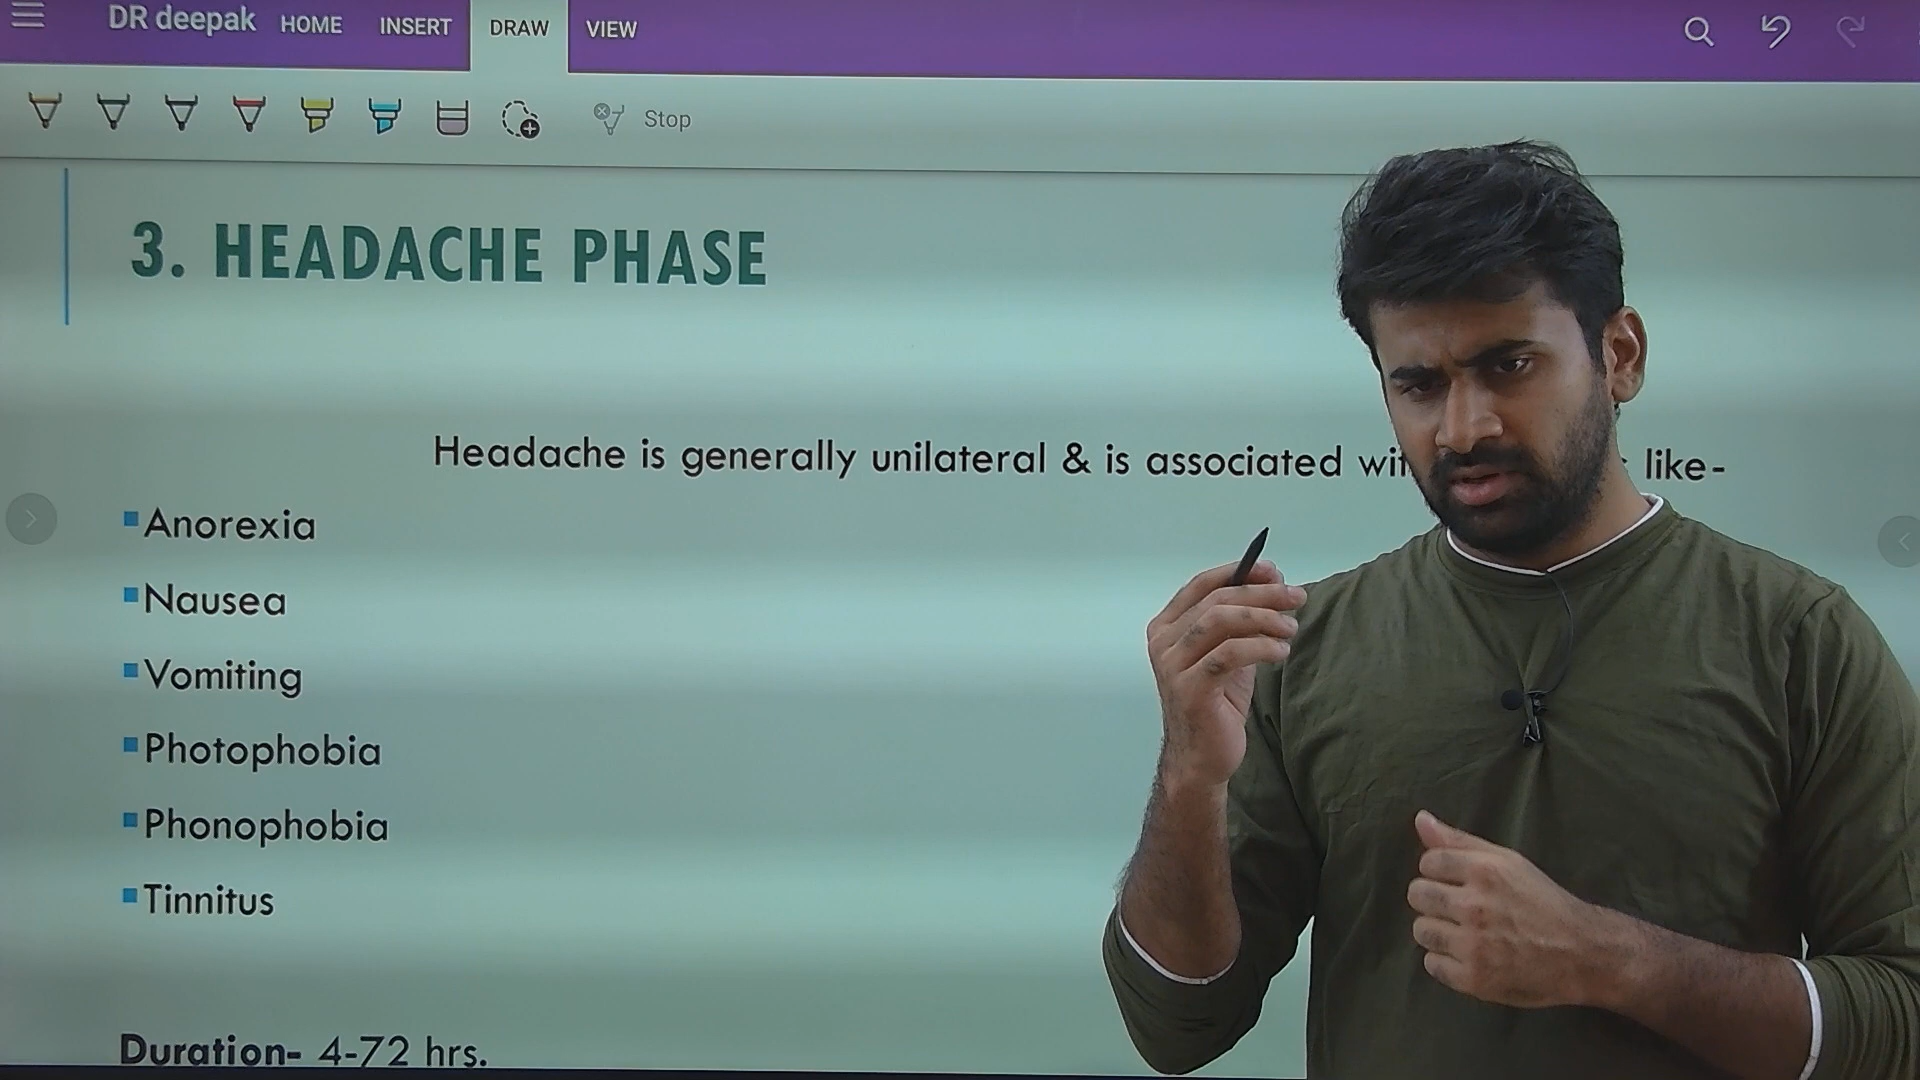 DR deepak HOME INSERT DRAW VIEW
Stop
3. HEADACHE PHASE
Headache is generally unilateral & is associated like-
Anorexia
Nausea
Vomiting
Photophobia
Phonophobia
Tinnitus
Duration- 4-72 hrs.